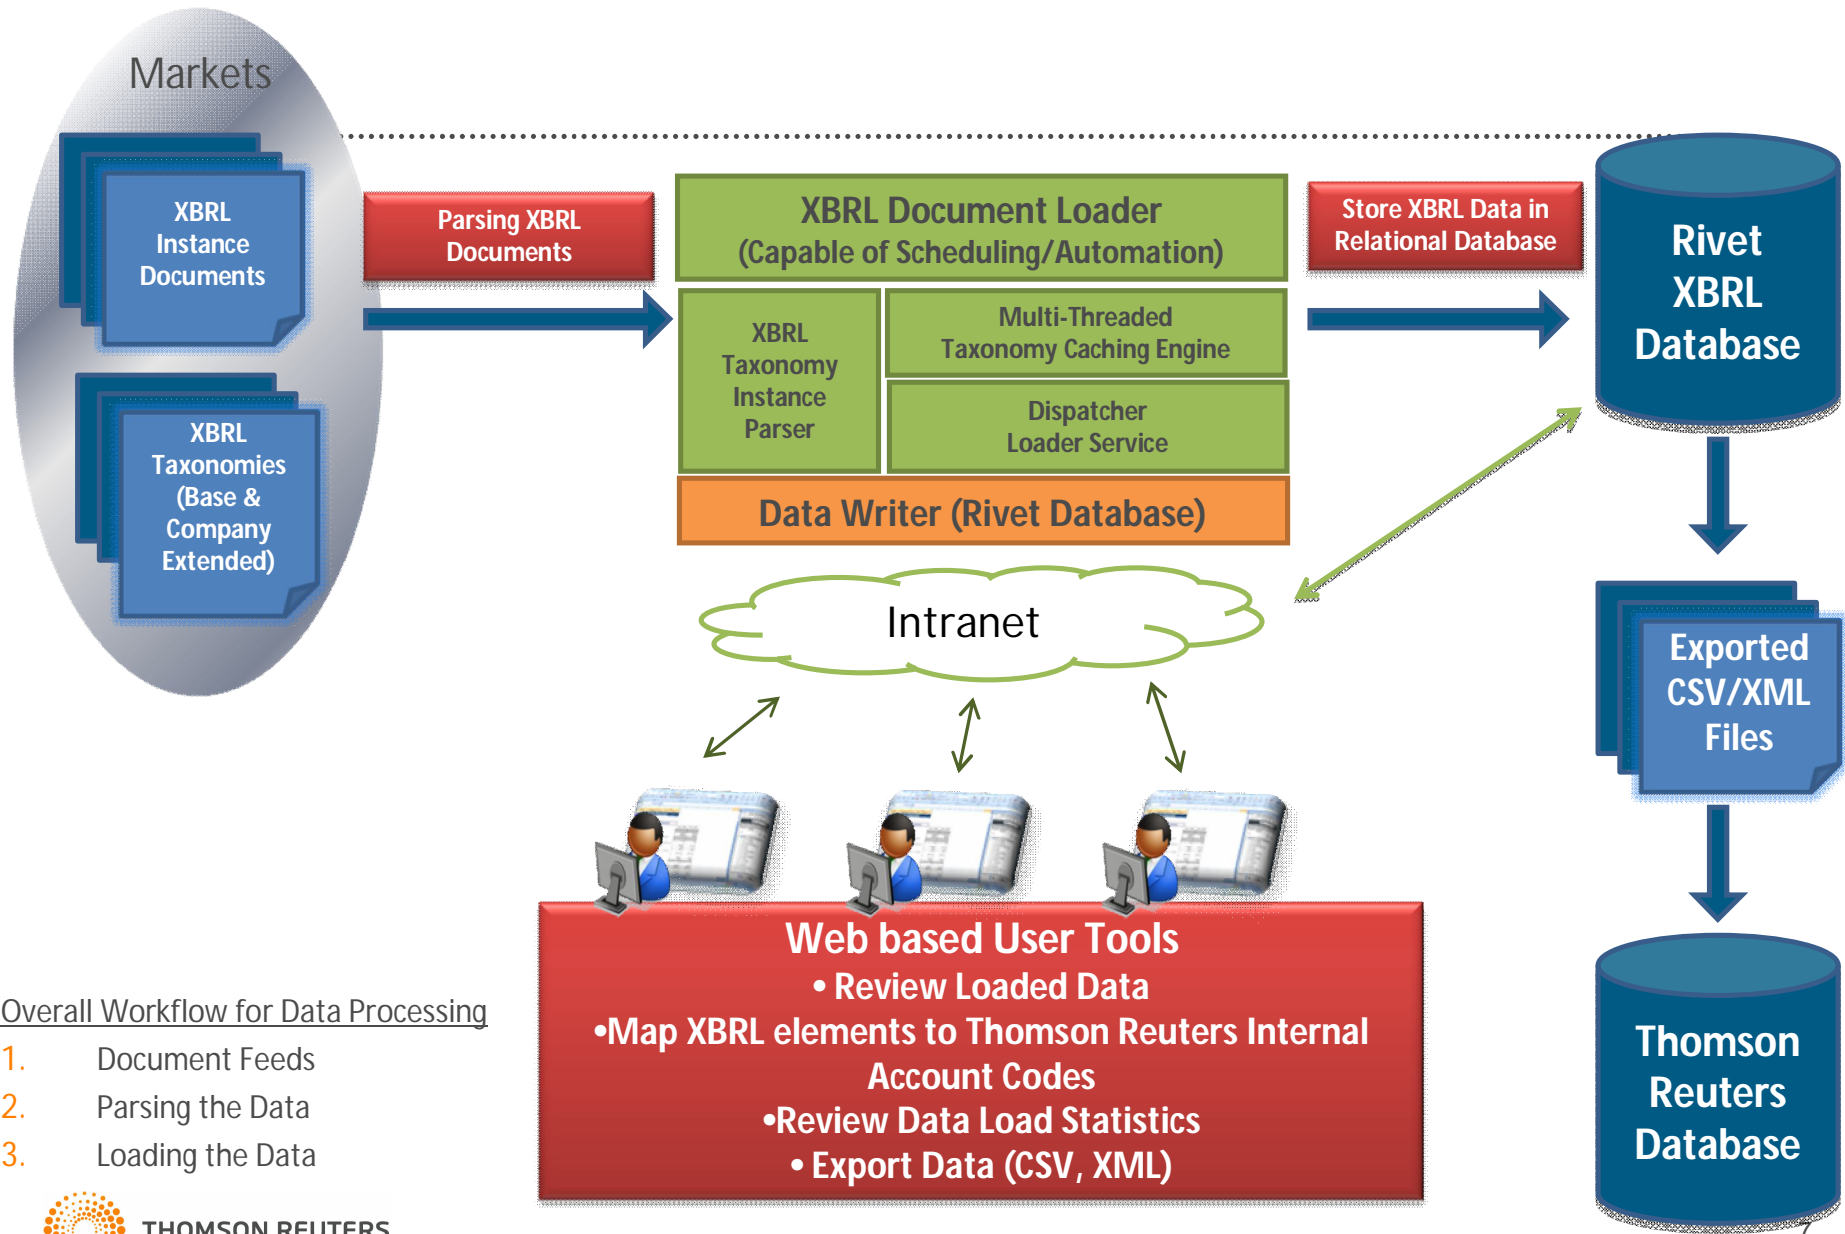 Markets
XBRL
Instance
Documents
XBRL
Taxonomies
(Base &
Company
Extended)
Parsing XBRL
Documents
XBRL Document Loader
(Capable of Scheduling/Automation)
XBRL
Taxonomy
Instance
Parser
Multi-Threaded
Taxonomy Caching Engine
Dispatcher
Loader Service
Data Writer (Rivet Database)
Store XBRL Data in
Relational Database
Rivet
XBRL
Database
Intranet
Exported
CSV/XML
Files
Web based User Tools
• Review Loaded Data
•Map XBRL elements to Thomson Reuters Internal
Account Codes
•Review Data Load Statistics
• Export Data (CSV, XML)
Thomson
Reuters
Database
Overall Workflow for Data Processing
1. Document Feeds
2. Parsing the Data
3. Loading the Data
THOMSON REUTERS
7